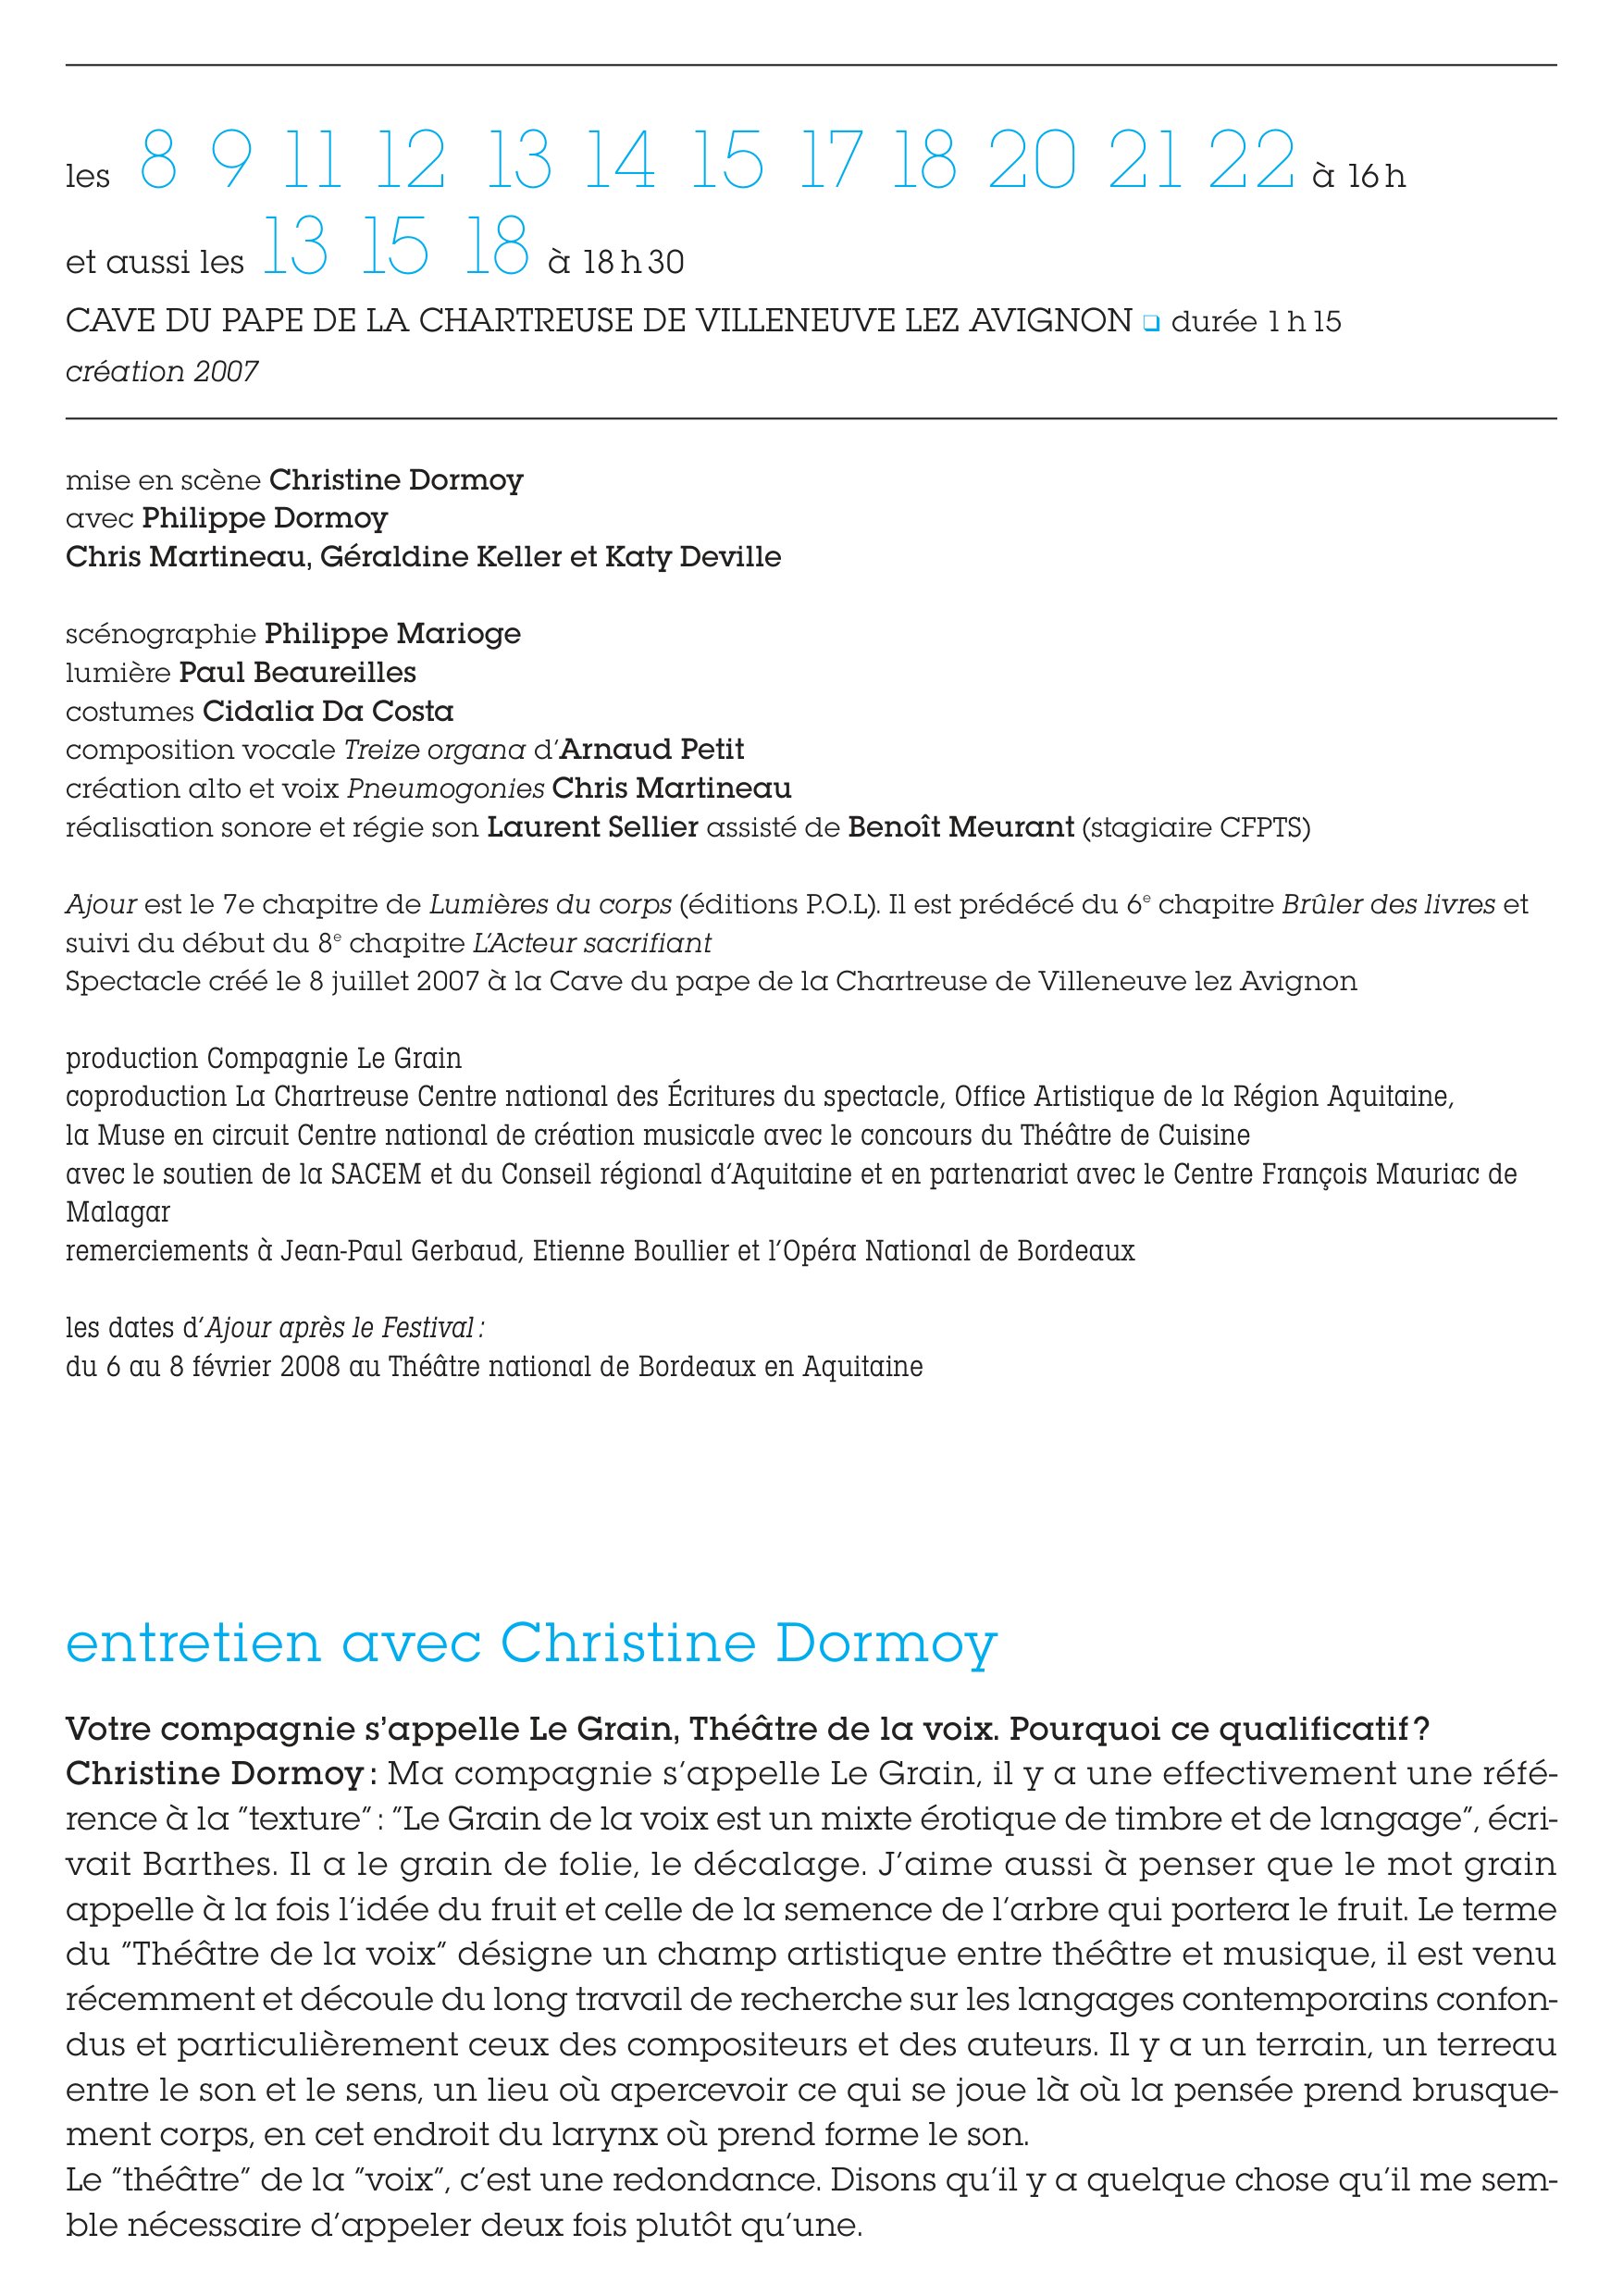 les 8 9 11 12 13 14 15 17 18 20 21 22 à 16 h
et aussi les 13 15 18 à 18 h 30
CAVE DU PAPE DE LA CHARTREUSE DE VILLENEUVE LEZ AVIGNON ❏ durée 1 h 15
création 2007
mise en scène Christine Dormoy
avec Philippe Dormoy
Chris Martineau, Géraldine Keller et Katy Deville
scénographie Philippe Marioge
lumière Paul Beaureilles
costumes Cidalia Da Costa
composition vocale Treize organa d’Arnaud Petit
création alto et voix Pneumogonies Chris Martineau
réalisation sonore et régie son Laurent Sellier assisté de Benoît Meurant (stagiaire CFPTS)
Ajour est le 7e chapitre de Lumières du corps (éditions P.O.L). Il est prédécé du 6e chapitre Brûler des livres et
suivi du début du 8e chapitre L’Acteur sacrifiant
Spectacle créé le 8 juillet 2007 à la Cave du pape de la Chartreuse de Villeneuve lez Avignon
production Compagnie Le Grain
coproduction La Chartreuse Centre national des Écritures du spectacle, Office Artistique de la Région Aquitaine,
la Muse en circuit Centre national de création musicale avec le concours du Théâtre de Cuisine
avec le soutien de la SACEM et du Conseil régional d’Aquitaine et en partenariat avec le Centre François Mauriac de
Malagar
remerciements à Jean-Paul Gerbaud, Etienne Boullier et l’Opéra National de Bordeaux
les dates d’Ajour après le Festival :
du 6 au 8 février 2008 au Théâtre national de Bordeaux en Aquitaine
entretien avec Christine Dormoy
Votre compagnie s’appelle Le Grain, Théâtre de la voix. Pourquoi ce qualificatif ?
Christine Dormoy : Ma compagnie s’appelle Le Grain, il y a une effectivement une réfé-
rence à la ”texture” : ”Le Grain de la voix est un mixte érotique de timbre et de langage”, écri-
vait Barthes. Il a le grain de folie, le décalage. J’aime aussi à penser que le mot grain
appelle à la fois l’idée du fruit et celle de la semence de l’arbre qui portera le fruit. Le terme
du ”Théâtre de la voix” désigne un champ artistique entre théâtre et musique, il est venu
récemment et découle du long travail de recherche sur les langages contemporains confon-
dus et particulièrement ceux des compositeurs et des auteurs. Il y a un terrain, un terreau
entre le son et le sens, un lieu où apercevoir ce qui se joue là où la pensée prend brusque-
ment corps, en cet endroit du larynx où prend forme le son.
Le ”théâtre” de la ”voix”, c’est une redondance. Disons qu’il y a quelque chose qu’il me sem-
ble nécessaire d’appeler deux fois plutôt qu’une.